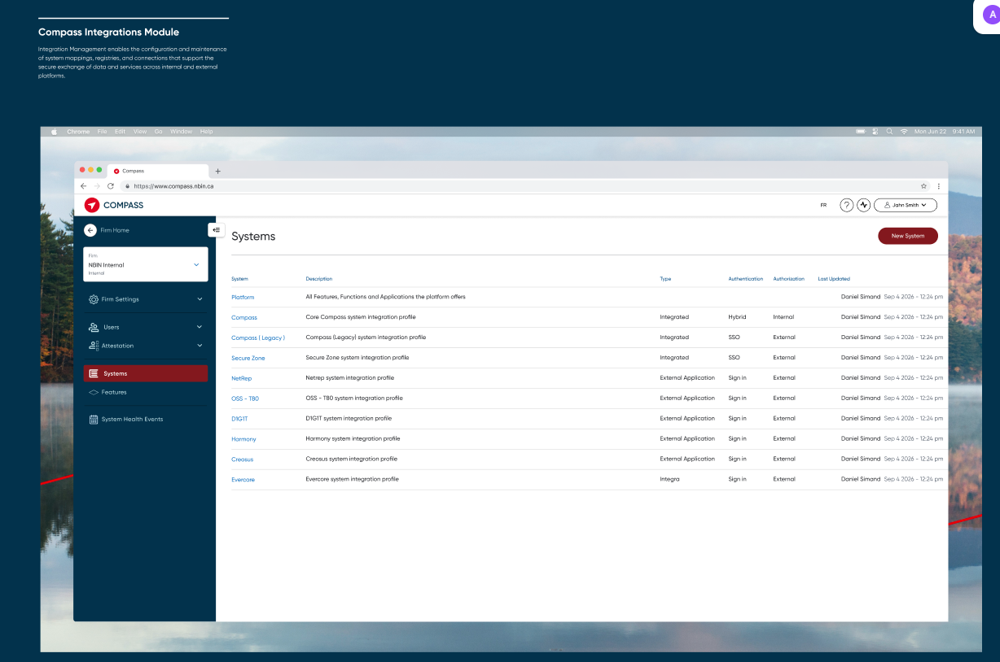 A
Compass Integrations Module
Integration Management enables the configuration and maintenance
of system mappings, registries, and connections that support the
secure exchange of data and services across internal and external
platforms.
Chrome File Edit View Go Window Help
Mon Jun 22 9:41 AM
Compass
https://www.compass.nbin.ca
COMPASS
FR
?
Jahn Smith
Firm Home
Systems
New System
Firm
NBIN Internal
Internal
Firm Settings
Users
Attestation
Systems
Features
System Health Events
System Description Type Authentication Authorization Last Updated
Platform All Features, Functions and Applications the platform offers Daniel Simand Sep 4 2026 - 12:24 pm
Compass Core Compass system integration profile Integrated Hybrid Internal Daniel Simand Sep 4 2026 - 12:24 pm
Compass ( Legacy ) Compass (Legacy) system integration profile Integrated SSO External Daniel Simand Sep 4 2026 - 12:24 pm
Secure Zone Secure Zone system integration profile Integrated SSO External Daniel Simand Sep 4 2026 - 12:24 pm
NetRep Netrep system integration profile External Application Sign in External Daniel Simand Sep 4 2026 - 12:24 pm
OSS - T80 OSS - T80 system integration profile External Application Sign in External Daniel Simand Sep 4 2026 - 12:24 pm
D1G1T D1G1T system integration profile External Application Sign in External Daniel Simand Sep 4 2026 - 12:24 pm
Harmony Harmony system integration profile External Application Sign in External Daniel Simand Sep 4 2026 - 12:24 pm
Creosus Creosus system integration profile External Application Sign in External Daniel Simand Sep 4 2026 - 12:24 pm
Evercore Evercore system integration profile Integra Sign in External Daniel Simand Sep 4 2026 - 12:24 pm